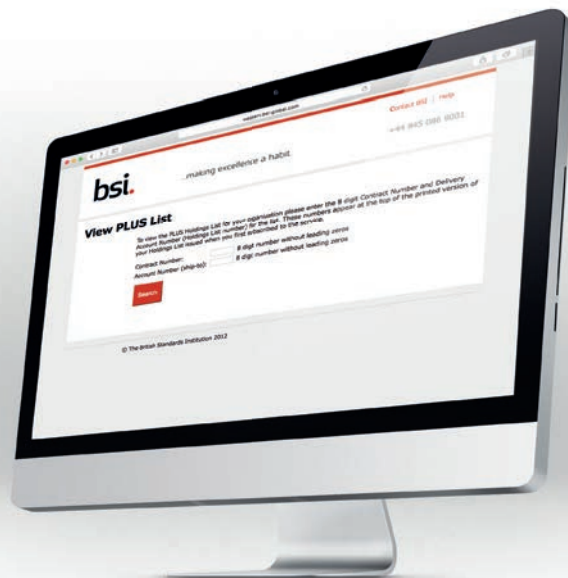 Contact BSI | Help
+44 845 086 9001
bsi.
...making excellence a habit.
View PLUS List
To view the PLUS Holdings List for your oganisation please enter the 8 digit Contract Number and Delivery
Account Number (Holdings List number) for the list. These numbers appear at the top of the printed version of
your Holdings List issued when you first subscribed to the service.
Contract Number: 8 digit number without leading zeros
Account Number (ship-to): 8 digit number without leading zeros
Search
© The British Standards Institution 2012